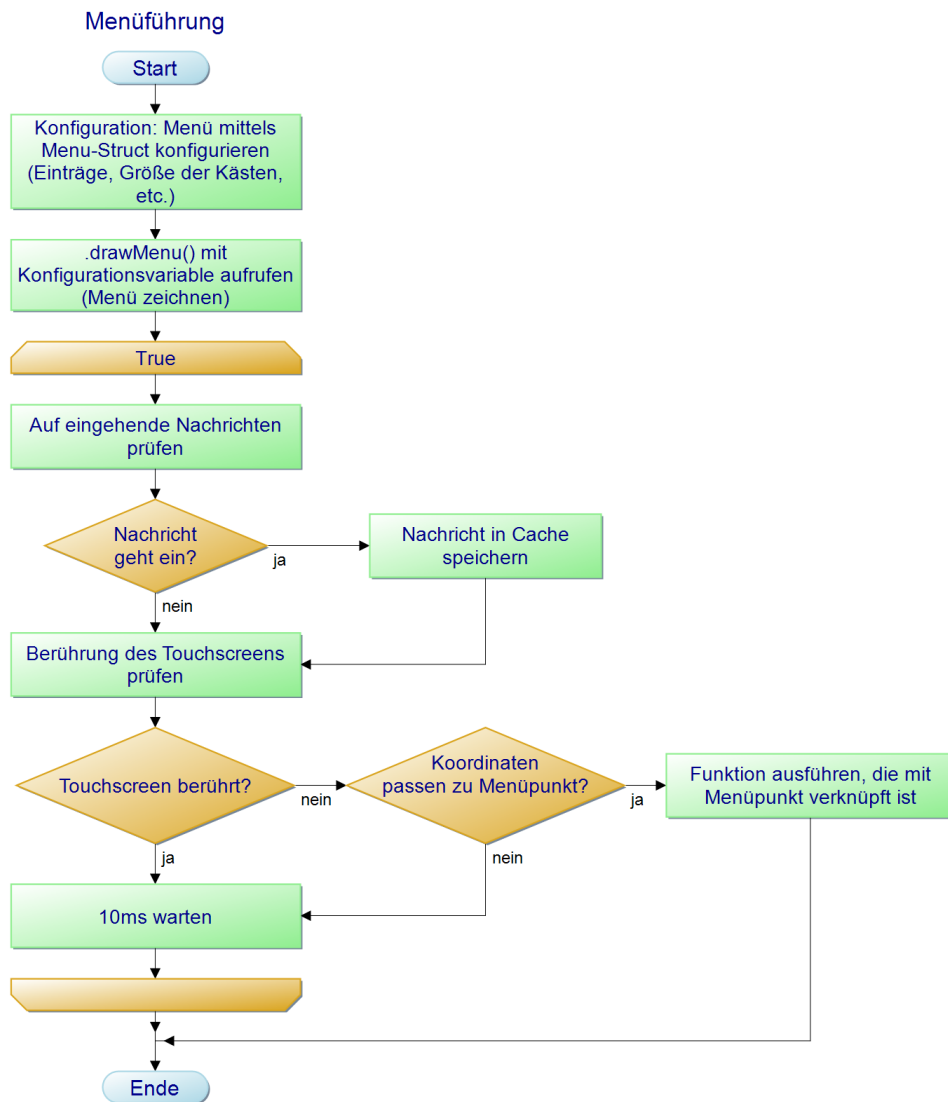 Menüführung
Start
Konfiguration: Menü mittels
Menu-Struct konfigurieren
(Einträge, Größe der Kästen,
etc.)
.drawMenu() mit
Konfigurationsvariable aufrufen
(Menü zeichnen)
True
Auf eingehende Nachrichten
prüfen
Nachricht
geht ein?
ja
Nachricht in Cache
speichern
nein
Berührung des Touchscreens
prüfen
Touchscreen berührt?
nein
Koordinaten
passen zu Menüpunkt?
ja
Funktion ausführen, die mit
Menüpunkt verknüpft ist
ja
nein
10ms warten
Ende